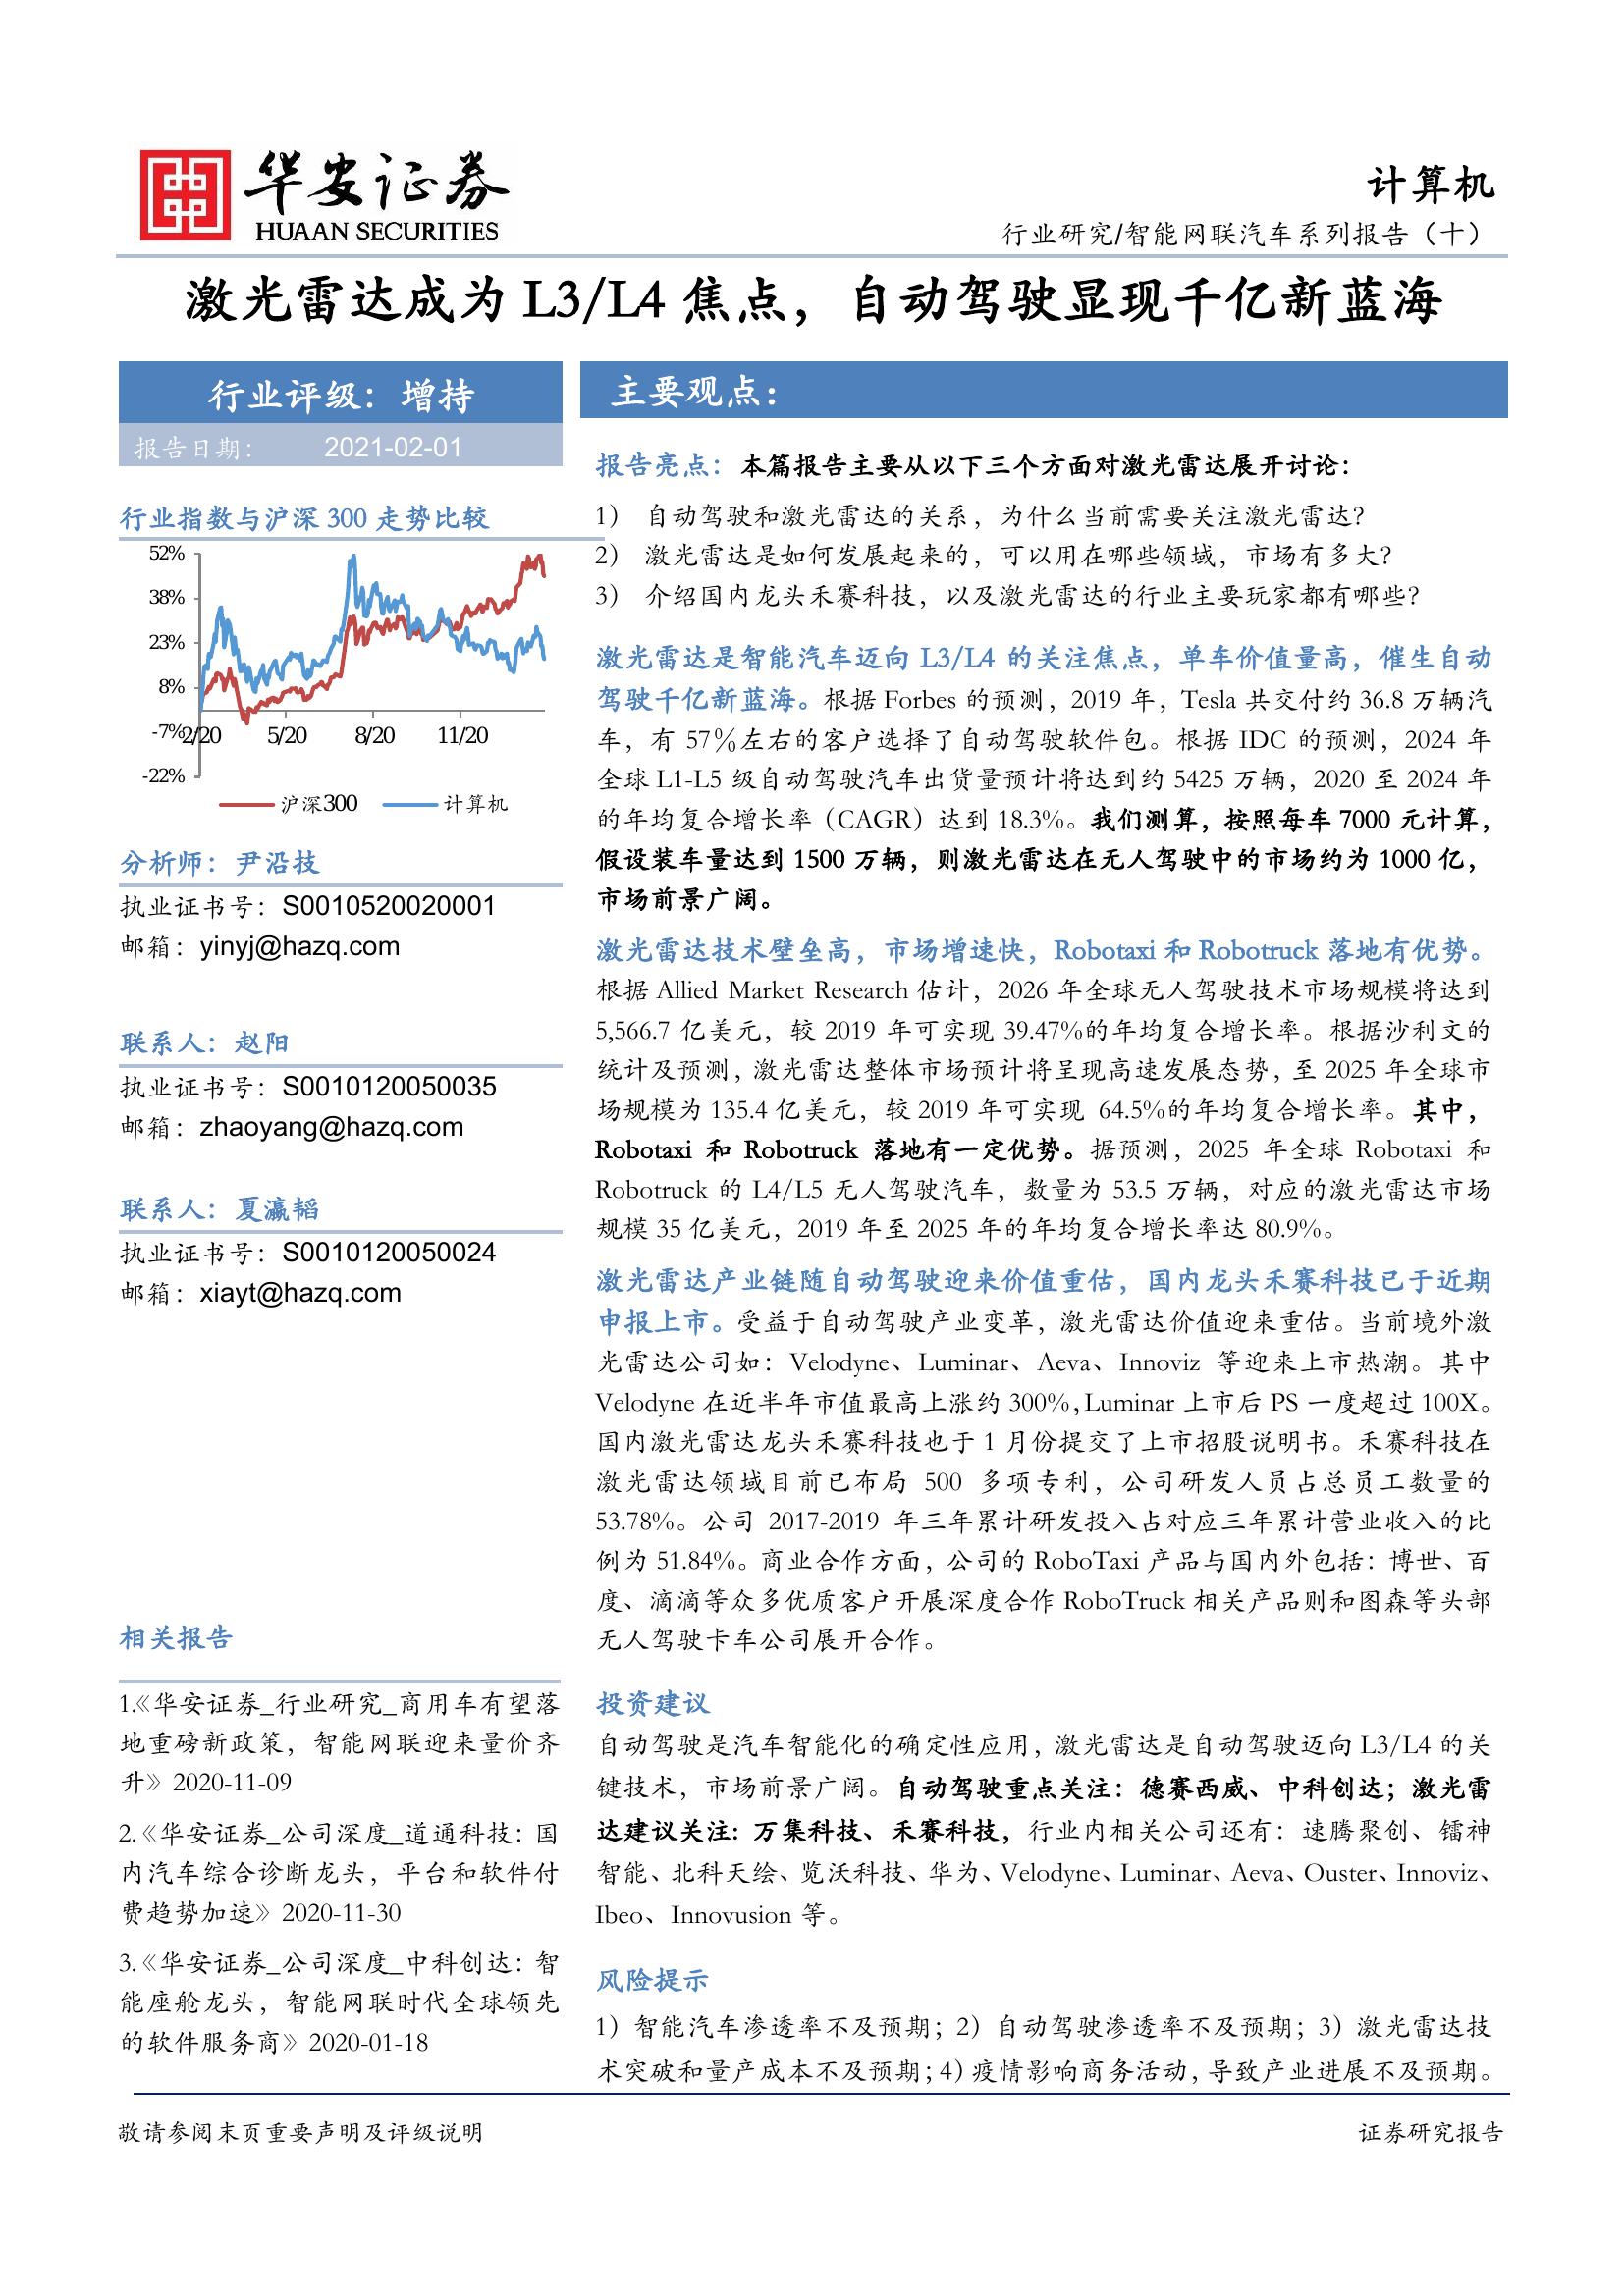 华安证券
HUAAN SECURITIES
计算机
行业研究/智能网联汽车系列报告（十）
激光雷达成为 L3/L4 焦点，自动驾驶显现千亿新蓝海
行业评级：增持
报告日期： 2021-02-01
行业指数与沪深 300 走势比较
52%
38%
23%
8%
-7%
-22%
2/20 5/20 8/20 11/20
沪深300 计算机
分析师：尹沿技
执业证书号：S0010520020001
邮箱：yinyj@hazq.com
联系人：赵阳
执业证书号：S0010120050035
邮箱：zhaoyang@hazq.com
联系人：夏瀛韬
执业证书号：S0010120050024
邮箱：xiayt@hazq.com
相关报告
1.《华安证券_行业研究_商用车有望落
地重磅新政策，智能网联迎来量价齐
升》2020-11-09
2.《华安证券_公司深度_道通科技：国
内汽车综合诊断龙头，平台和软件付
费趋势加速》2020-11-30
3.《华安证券_公司深度_中科创达：智
能座舱龙头，智能网联时代全球领先
的软件服务商》2020-01-18
主要观点：
报告亮点：本篇报告主要从以下三个方面对激光雷达展开讨论：
1） 自动驾驶和激光雷达的关系，为什么当前需要关注激光雷达？
2） 激光雷达是如何发展起来的，可以用在哪些领域，市场有多大？
3） 介绍国内龙头禾赛科技，以及激光雷达的行业主要玩家都有哪些？
激光雷达是智能汽车迈向 L3/L4 的关注焦点，单车价值量高，催生自动
驾驶千亿新蓝海。根据 Forbes 的预测，2019 年，Tesla 共交付约 36.8 万辆汽
车，有 57%左右的客户选择了自动驾驶软件包。根据 IDC 的预测，2024 年
全球 L1-L5 级自动驾驶汽车出货量预计将达到约 5425 万辆，2020 至 2024 年
的年均复合增长率（CAGR）达到 18.3%。我们测算，按照每车 7000 元计算，
假设装车量达到 1500 万辆，则激光雷达在无人驾驶中的市场约为 1000 亿，
市场前景广阔。
激光雷达技术壁垒高，市场增速快，Robotaxi 和 Robotruck 落地有优势。
根据 Allied Market Research 估计，2026 年全球无人驾驶技术市场规模将达到
5,566.7 亿美元，较 2019 年可实现 39.47%的年均复合增长率。根据沙利文的
统计及预测，激光雷达整体市场预计将呈现高速发展态势，至 2025 年全球市
场规模为 135.4 亿美元，较 2019 年可实现 64.5%的年均复合增长率。其中，
Robotaxi 和 Robotruck 落地有一定优势。据预测，2025 年全球 Robotaxi 和
Robotruck 的 L4/L5 无人驾驶汽车，数量为 53.5 万辆，对应的激光雷达市场
规模 35 亿美元，2019 年至 2025 年的年均复合增长率达 80.9%。
激光雷达产业链随自动驾驶迎来价值重估，国内龙头禾赛科技已于近期
申报上市。受益于自动驾驶产业变革，激光雷达价值迎来重估。当前境外激
光雷达公司如：Velodyne、Luminar、Aeva、Innoviz 等迎来上市热潮。其中
Velodyne 在近半年市值最高上涨约 300%，Luminar 上市后 PS 一度超过 100X。
国内激光雷达龙头禾赛科技也于 1 月份提交了上市招股说明书。禾赛科技在
激光雷达领域目前已布局 500 多项专利，公司研发人员占总员工数量的
53.78%。公司 2017-2019 年三年累计研发投入占对应三年累计营业收入的比
例为 51.84%。商业合作方面，公司的 RoboTaxi 产品与国内外包括：博世、百
度、滴滴等众多优质客户开展深度合作 RoboTruck 相关产品则和图森等头部
无人驾驶卡车公司展开合作。
投资建议
自动驾驶是汽车智能化的确定性应用，激光雷达是自动驾驶迈向 L3/L4 的关
键技术，市场前景广阔。自动驾驶重点关注：德赛西威、中科创达；激光雷
达建议关注：万集科技、禾赛科技，行业内相关公司还有：速腾聚创、镭神
智能、北科天绘、览沃科技、华为、Velodyne、Luminar、Aeva、Ouster、Innoviz、
Ibeo、Innovusion 等。
风险提示
1）智能汽车渗透率不及预期；2）自动驾驶渗透率不及预期；3）激光雷达技
术突破和量产成本不及预期；4）疫情影响商务活动，导致产业进展不及预期。
敬请参阅末页重要声明及评级说明
证券研究报告